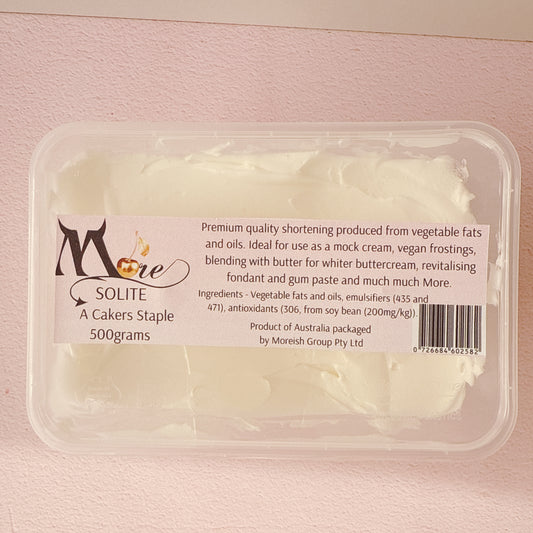 More
SOLITE
A Cakers Staple
500grams
Premium quality shortening produced from vegetable fats
and oils. Ideal for use as a mock cream, vegan frostings,
blending with butter for whiter buttercream, revitalising
fondant and gum paste and much much More.
Ingredients - Vegetable fats and oils, emulsifiers (435 and
471), antioxidants (306, from soy bean (200mg/kg)).
Product of Australia packaged
by Moreish Group Pty Ltd
0 726684 602582